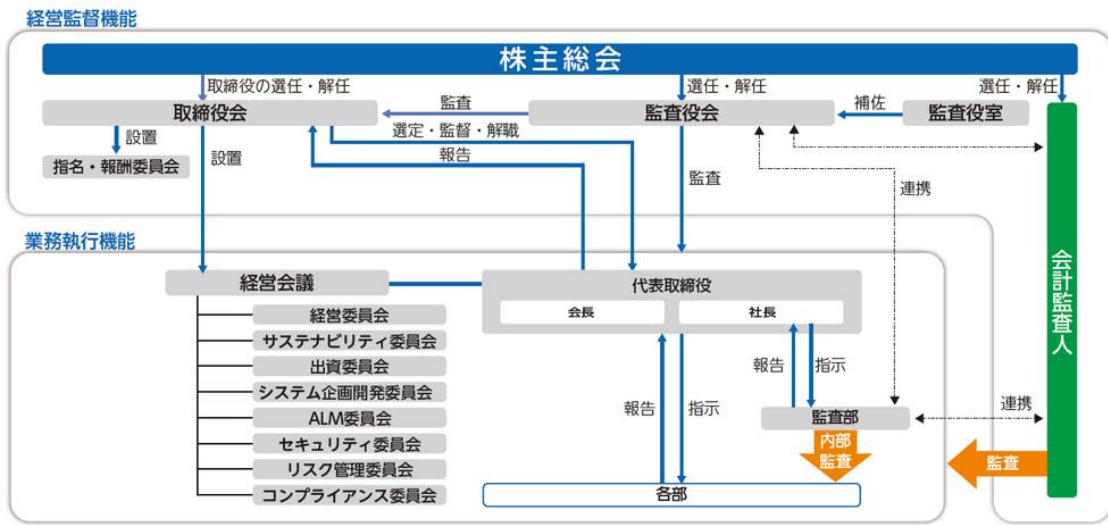 経営監督機能
株主総会
取締役の選任・解任
選任・解任
選任・解任
取締役会
監査
監査役会
補佐
監査役室
設置
選定・監督・解職
指名・報酬委員会
設置
報告
監査
連携
業務執行機能
経営会議
代表取締役
会長
社長
会計監査人
経営委員会
サステナビリティ委員会
出資委員会
システム企画開発委員会
ALM委員会
セキュリティ委員会
リスク管理委員会
コンプライアンス委員会
報告
指示
報告
指示
監査部
連携
内部
監査
監査
各部